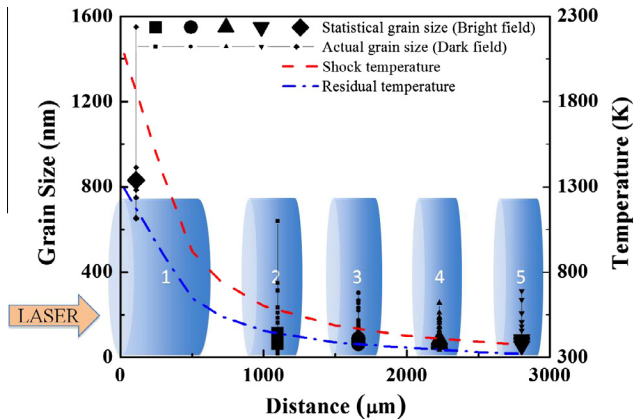 1600
1200
800
400
0
Grain Size (nm)
2300
1800
1300
800
300
Temperature (K)
Statistical grain size (Bright field)
Actual grain size (Dark field)
Shock temperature
Residual temperature
1 2 3 4 5
LASER
0 1000 2000 3000
Distance (μm)